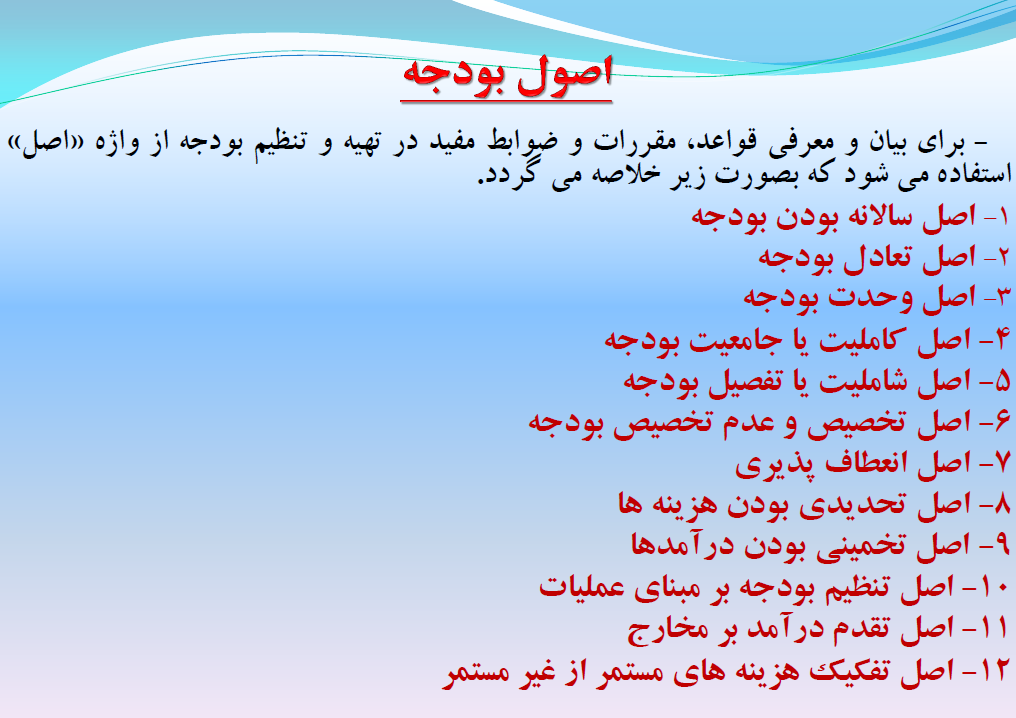 اصول بودجه
- برای بیان و معرفی قواعد، مقررات و ضوابط مفید در تهیه و تنظیم بودجه از واژه «اصل»
استفاده می شود که بصورت زیر خلاصه می گردد.
۱- اصل سالانه بودن بودجه
۲- اصل تعادل بودجه
۳- اصل وحدت بودجه
۴- اصل کاملیت یا جامعیت بودجه
۵- اصل شاملیت یا تفصیل بودجه
۶- اصل تخصیص و عدم تخصیص بودجه
۷- اصل انعطاف پذیری
۸- اصل تحدیدی بودن هزینه ها
۹- اصل تخمینی بودن درآمدها
۱۰- اصل تنظیم بودجه بر مبنای عملیات
۱۱- اصل تقدم درآمد بر مخارج
۱۲- اصل تفکیک هزینه های مستمر از غیر مستمر